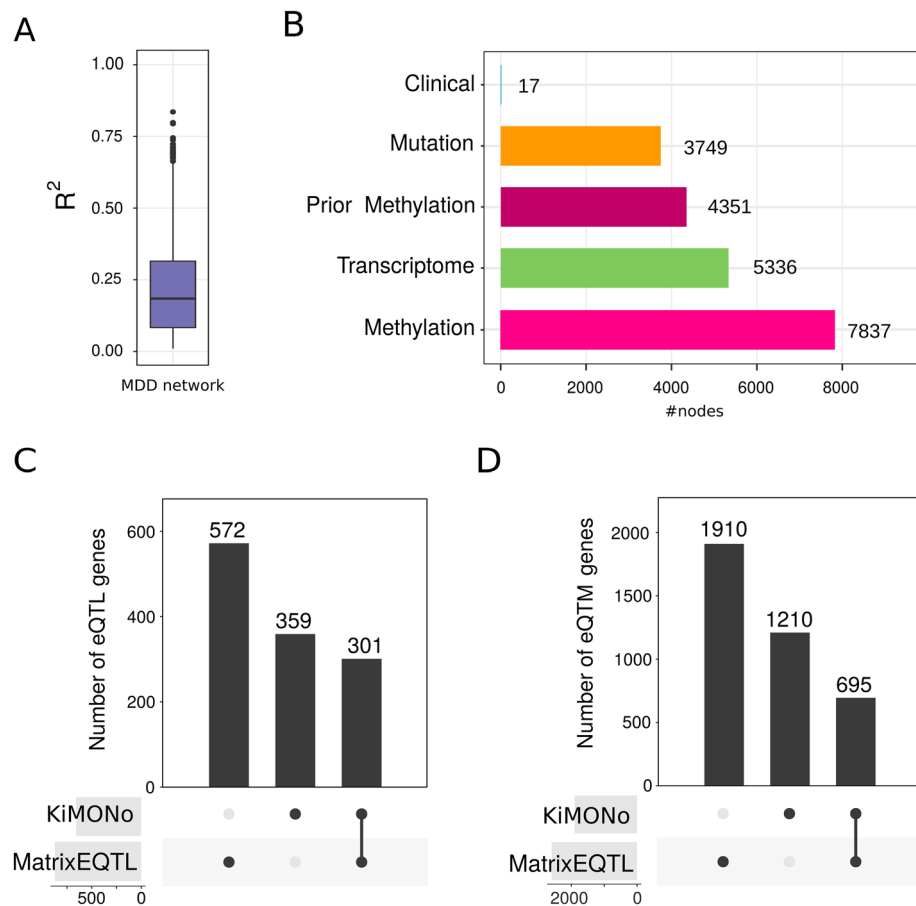 A
1.00
0.75
0.50
0.25
0.00
R2
MDD network
B
Clinical
Mutation
Prior Methylation
Transcriptome
Methylation
17
3749
4351
5336
7837
0 2000 4000 6000 8000
#nodes
C
Number of eQTL genes
600
400
200
0
572
359
301
KiMONo
MatrixEQTL
500 0
D
Number of eQTM genes
2000
1500
1000
500
0
1910
1210
695
KiMONo
MatrixEQTL
2000 0